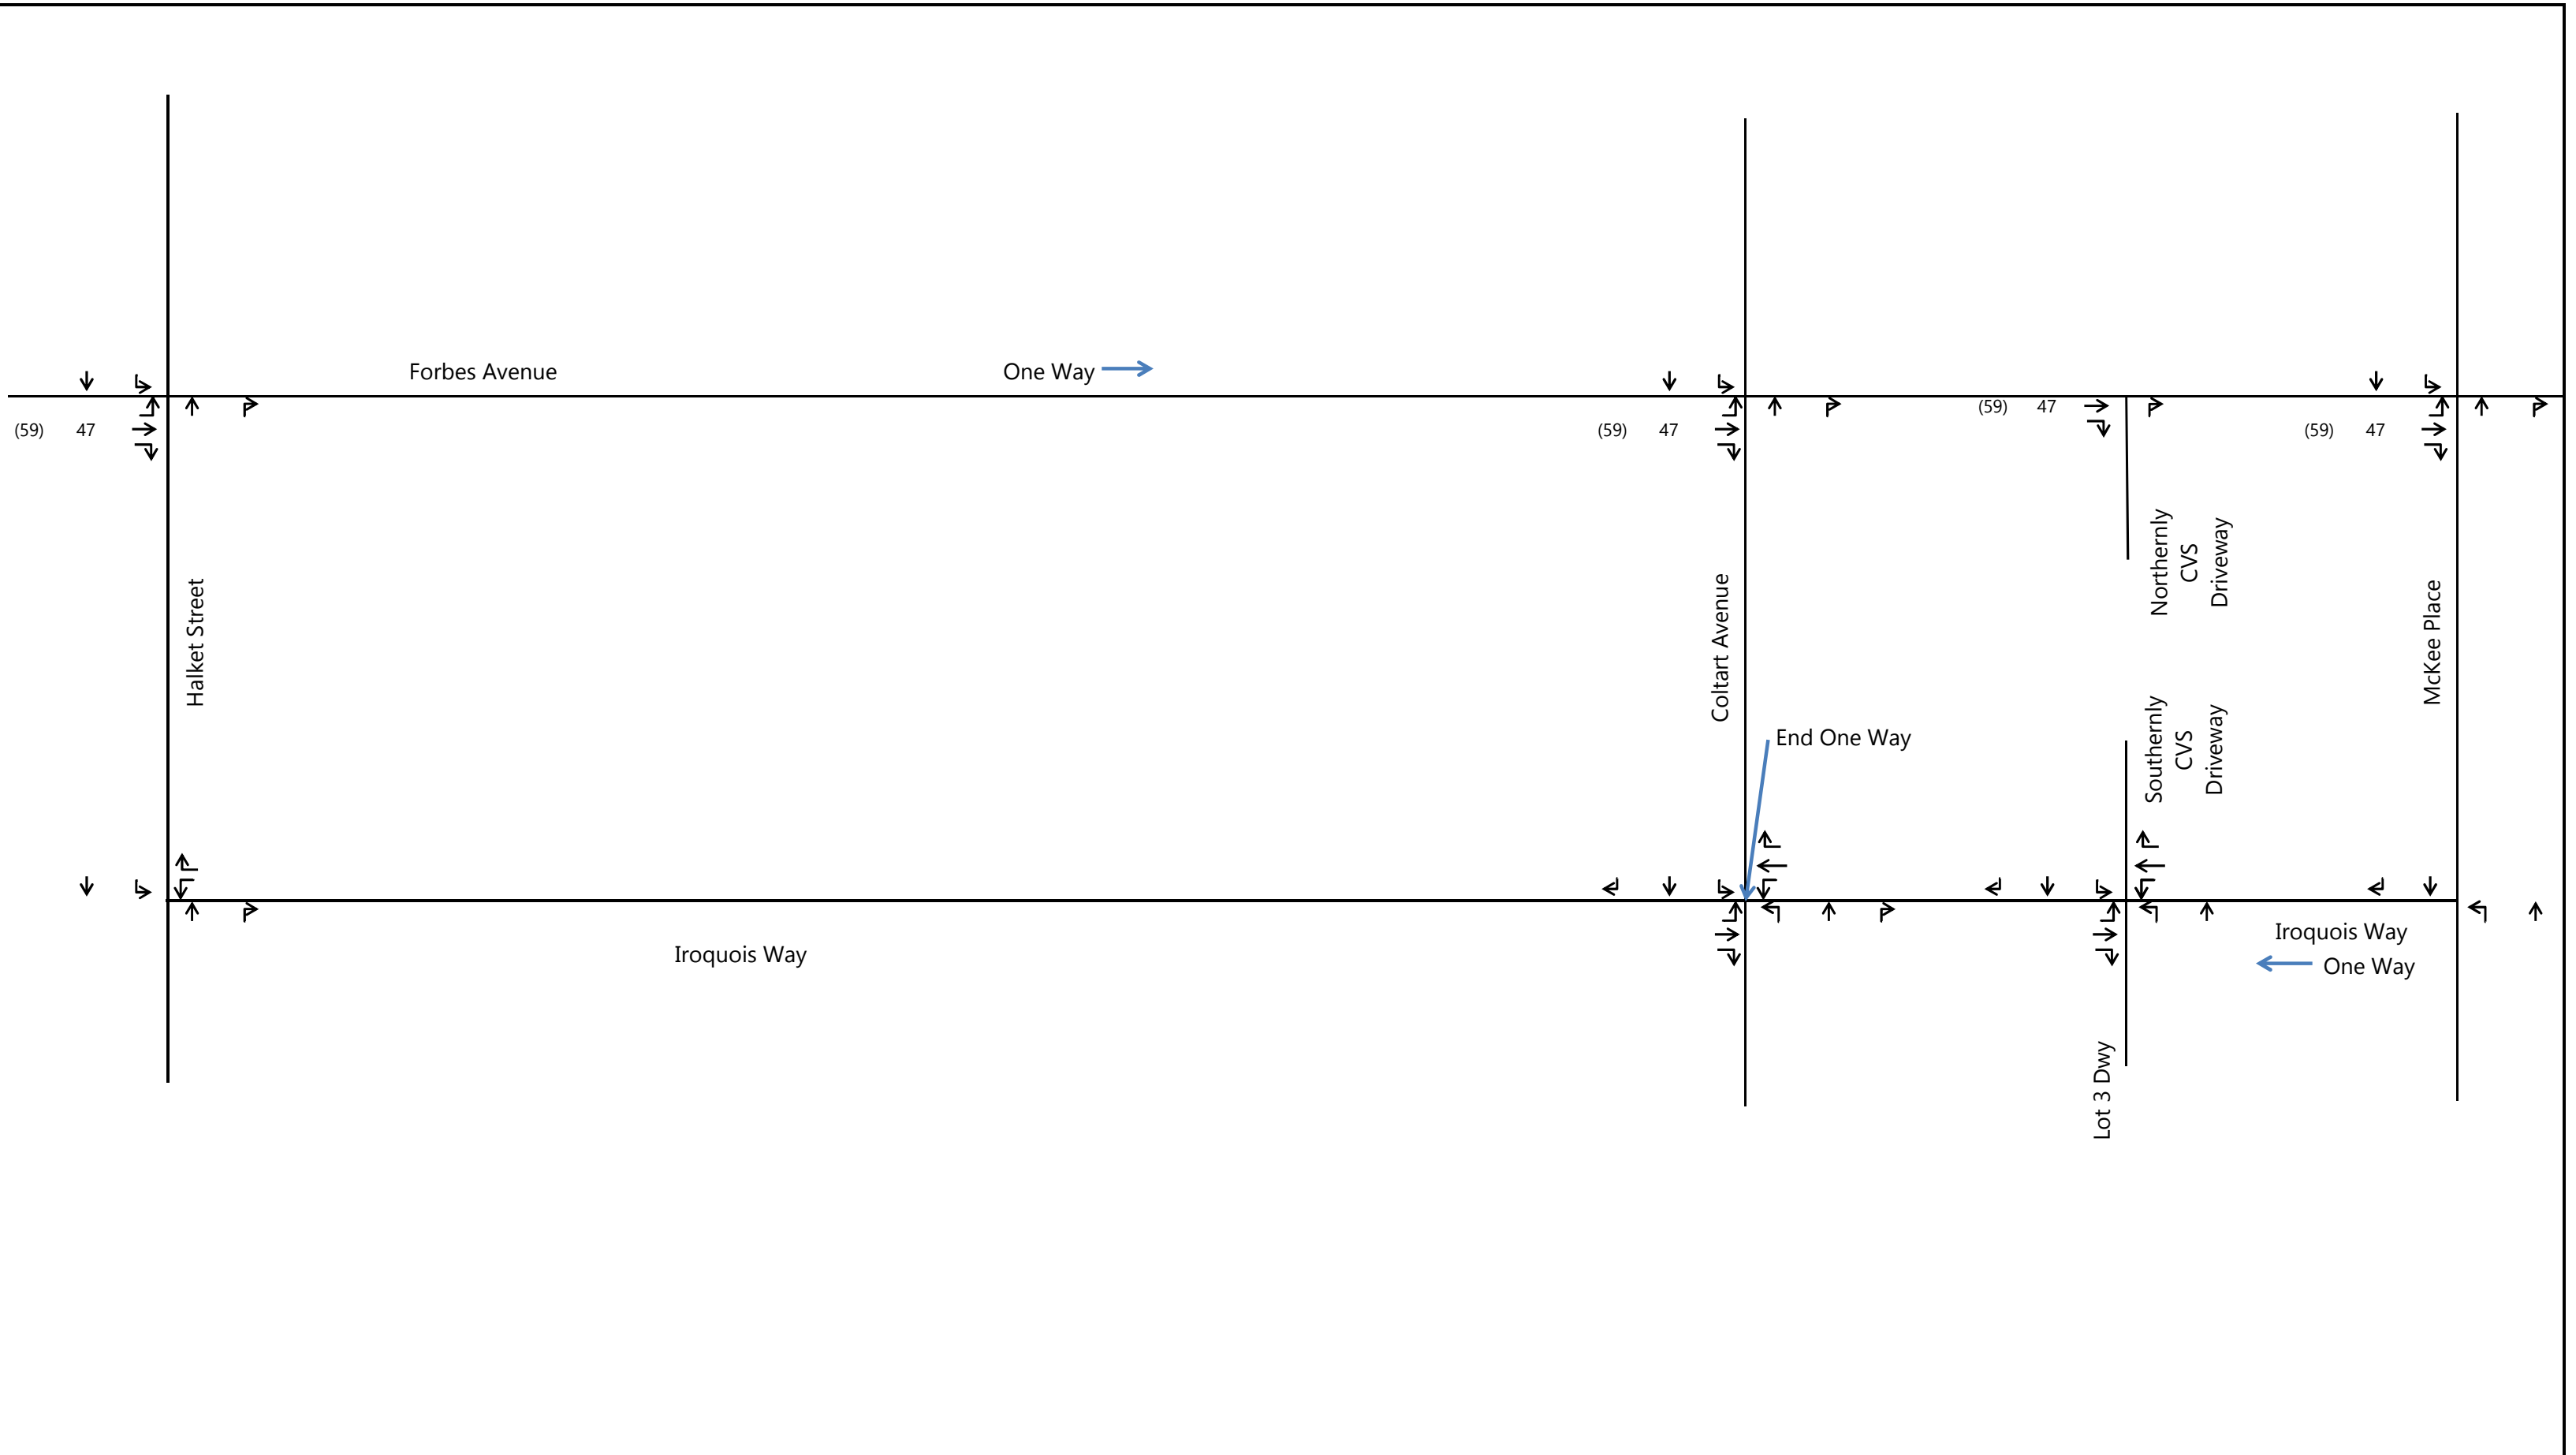 Forbes Avenue
One Way
(59) 47
(59) 47
(59) 47
(59) 47
Halket Street
Coltart Avenue
Northernly
CVS
Driveway
McKee Place
End One Way
Southernly
CVS
Driveway
Iroquois Way
Iroquois Way
One Way
Lot 3 Dwy